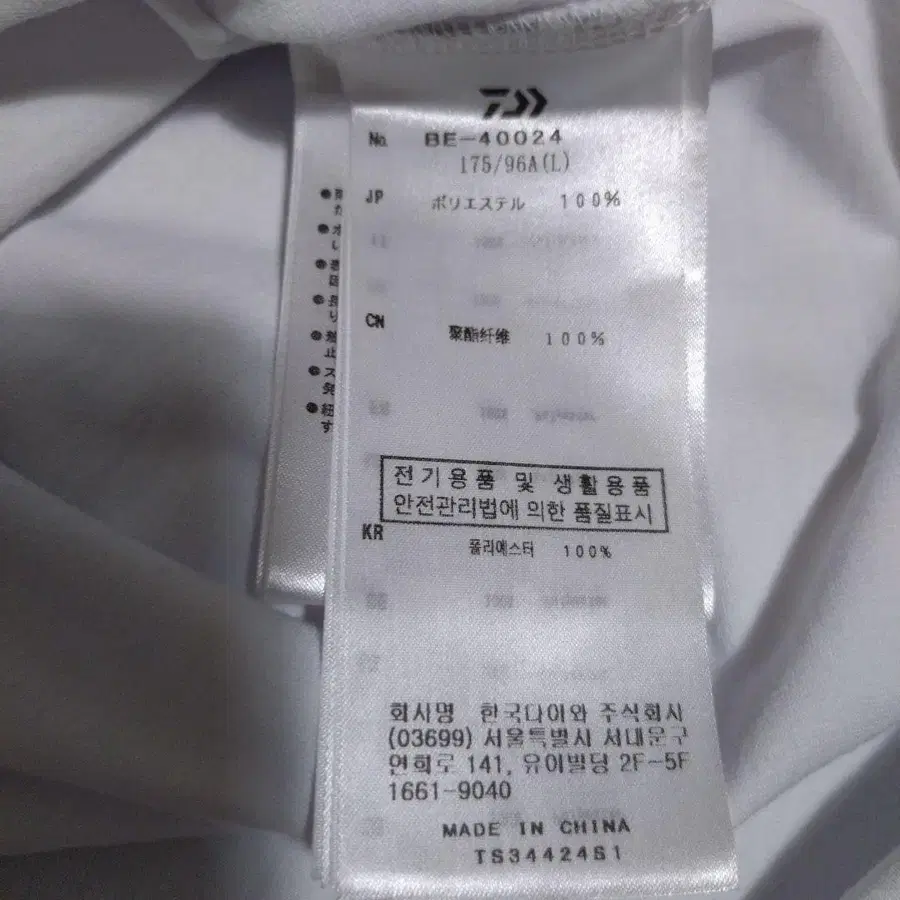 No. BE-40024
175/96A(L)
JP ポリエステル 100%
CN 聚酯纤维 100%
전기용품 및 생활용품
안전관리법에 의한 품질표시
KR 폴리에스터 100%
회사명 한국다이와 주식회사
(03699) 서울특별시 서대문구
연희로 141, 유이빌딩 2F-5F
1661-9040
MADE IN CHINA
TS34424S1